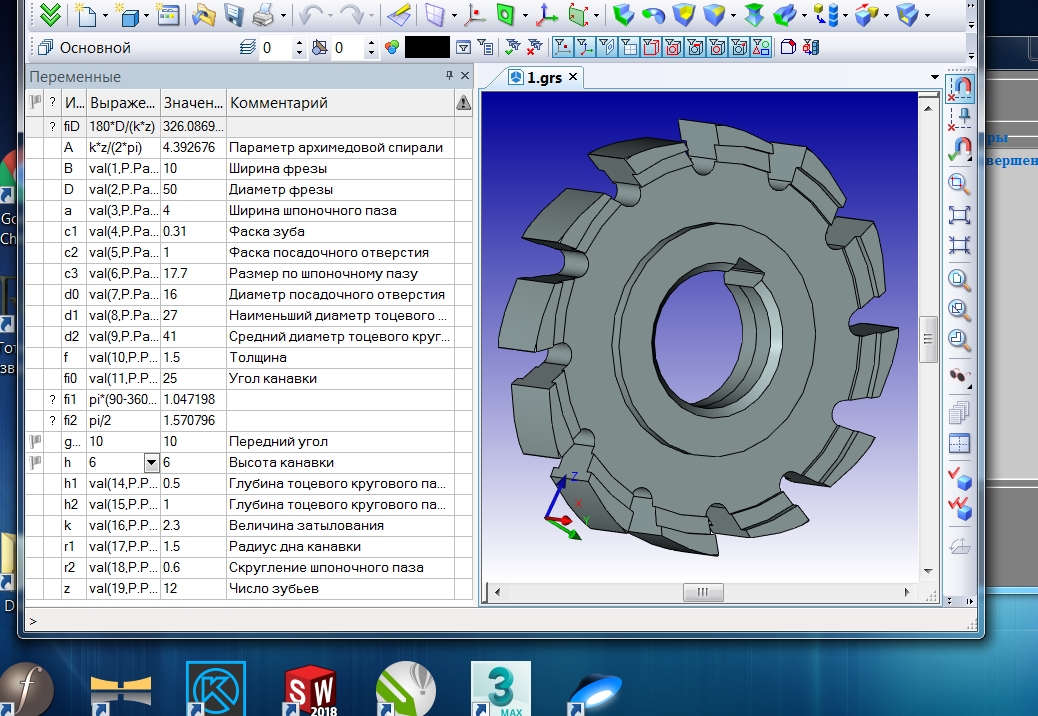 Основной 0 0
Переменные
1.grs
? И... Выраже... Значен... Комментарий
? fiD 180*D/(k*z) 326.0869...
A k*z/(2*pi) 4.392676 Параметр архимедовой спирали
B val(1,P.Pa... 10 Ширина фрезы
D val(2,P.Pa... 50 Диаметр фрезы
a val(3,P.Pa... 4 Ширина шпоночного паза
c1 val(4,P.Pa... 0.31 Фаска зуба
c2 val(5,P.Pa... 1 Фаска посадочного отверстия
c3 val(6,P.Pa... 17.7 Размер по шпоночному пазу
d0 val(7,P.Pa... 16 Диаметр посадочного отверстия
d1 val(8,P.Pa... 27 Наименьший диаметр тоцевого ...
d2 val(9,P.Pa... 41 Средний диаметр тоцевого круг...
f val(10,P.P... 1.5 Толщина
fi0 val(11,P.P... 25 Угол канавки
? fi1 pi*(90-360... 1.047198
? fi2 pi/2 1.570796
g... 10 10 Передний угол
h 6 6 Высота канавки
h1 val(14,P.P... 0.5 Глубина тоцевого кругового па...
h2 val(15,P.P... 1 Глубина тоцевого кругового па...
k val(16,P.P... 2.3 Величина затылования
r1 val(17,P.P... 1.5 Радиус дна канавки
r2 val(18,P.P... 0.6 Скругление шпоночного паза
z val(19,P.P... 12 Число зубьев
>
Z
X
Y
ры
вершен
Go
Ch
зв
D
f
K
SW
2018
3
MAX